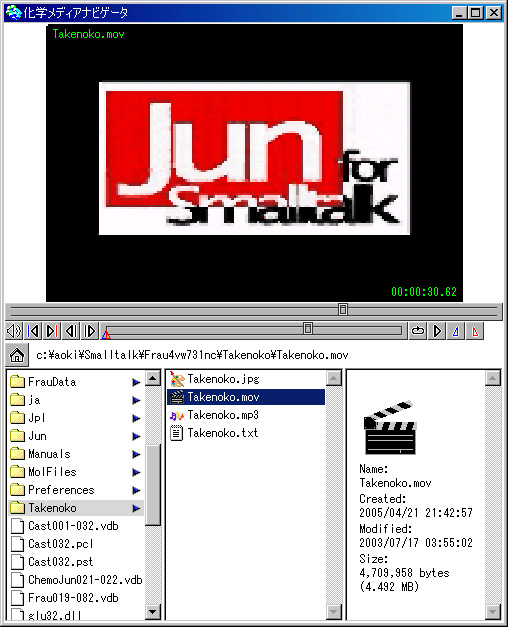 化学メディアナビゲータ
Takenoko.mov
Jun
for
Smalltalk
00:00:30.62
c:¥aoki¥Smalltalk¥Frau4vw731nc¥Takenoko¥Takenoko.mov
FrauData
ja
Jpl
Jun
Manuals
MolFiles
Preferences
Takenoko
Cast001-032.vdb
Cast032.pcl
Cast032.pst
ChemoJun021-022.vdb
Frau019-082.vdb
glu32.dll
Takenoko.jpg
Takenoko.mov
Takenoko.mp3
Takenoko.txt
Name:
Takenoko.mov
Created:
2005/04/21 21:42:57
Modified:
2003/07/17 03:55:02
Size:
4,709,958 bytes
(4.492 MB)